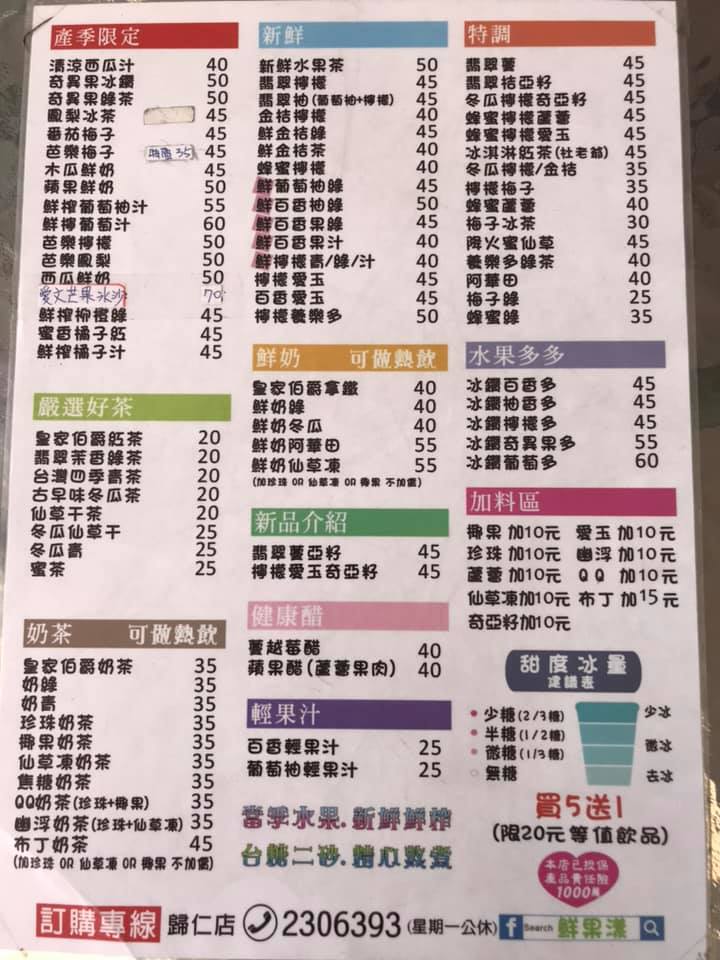 產季限定
清涼西瓜汁 40
奇異果冰鑽 50
奇異果綠茶 50
鳳梨冰茶 45
番茄梅子 45
芭樂梅子 特價35 45
木瓜鮮奶 45
蘋果鮮奶 50
鮮榨葡萄柚汁 55
鮮檸葡萄汁 60
芭樂檸檬 50
芭樂鳳梨 50
西瓜鮮奶 50
愛文芒果冰沙 70
鮮榨柳橙綠 45
蜜香橘子紅 45
鮮榨橘子汁 45
嚴選好茶
皇家伯爵紅茶 20
翡翠茉香綠茶 20
台灣四季青茶 20
古早味冬瓜茶 20
仙草干茶 20
冬瓜仙草干 25
冬瓜青 25
蜜茶 25
奶茶 可做熱飲
皇家伯爵奶茶 35
奶綠 35
奶青 35
珍珠奶茶 35
椰果奶茶 35
仙草凍奶茶 35
焦糖奶茶 35
QQ奶茶(珍珠+椰果) 35
幽浮奶茶(珍珠+仙草凍) 35
布丁奶茶 45
(加珍珠 OR 仙草凍 OR 椰果 不加價)
新鮮
新鮮水果茶 50
翡翠檸檬 45
翡翠柚(葡萄柚+檸檬) 45
金桔檸檬 40
鮮金桔綠 45
鮮金桔茶 40
蜂蜜檸檬 40
鮮葡萄柚綠 45
鮮百香柚綠 50
鮮百香果綠 45
鮮百香果汁 40
鮮檸檬青/綠/汁 40
檸檬愛玉 45
百香愛玉 45
檸檬養樂多 50
鮮奶 可做熱飲
皇家伯爵拿鐵 40
鮮奶綠 40
鮮奶冬瓜 40
鮮奶阿華田 55
鮮奶仙草凍 55
(加珍珠 OR 仙草凍 OR 椰果 不加價)
新品介紹
翡翠蘆亞籽 45
檸檬愛玉奇亞籽 45
健康醋
蔓越莓醋 40
蘋果醋(蘆薈果肉) 40
輕果汁
百香輕果汁 25
葡萄柚輕果汁 25
當季水果.新鮮鮮榨
台糖二砂.精心熬煮
特調
翡翠蘆 45
翡翠桔亞籽 45
冬瓜檸檬奇亞籽 45
蜂蜜檸檬蘆薈 45
蜂蜜檸檬愛玉 45
冰淇淋紅茶(杜老爺) 45
冬瓜檸檬/金桔 35
檸檬梅子 35
蜂蜜蘆薈 40
梅子冰茶 30
降火蜜仙草 45
養樂多綠茶 40
阿華田 40
梅子綠 25
蜂蜜綠 35
水果多多
冰鑽百香多 45
冰鑽柚香多 45
冰鑽檸檬多 45
冰鑽奇異果多 55
冰鑽葡萄多 60
加料區
椰果 加10元 愛玉 加10元
珍珠 加10元 幽浮 加10元
蘆薈 加10元 QQ 加10元
仙草凍加10元 布丁 加15元
奇亞籽加10元
甜度冰量
建議表
少糖(2/3糖)
半糖(1/2糖)
微糖(1/3糖)
無糖
少冰
微冰
去冰
買5送1
(限20元等值飲品)
本店已投保
產品責任險
1000萬
訂購專線 歸仁店 2306393 (星期一公休) f Search 鮮果漾